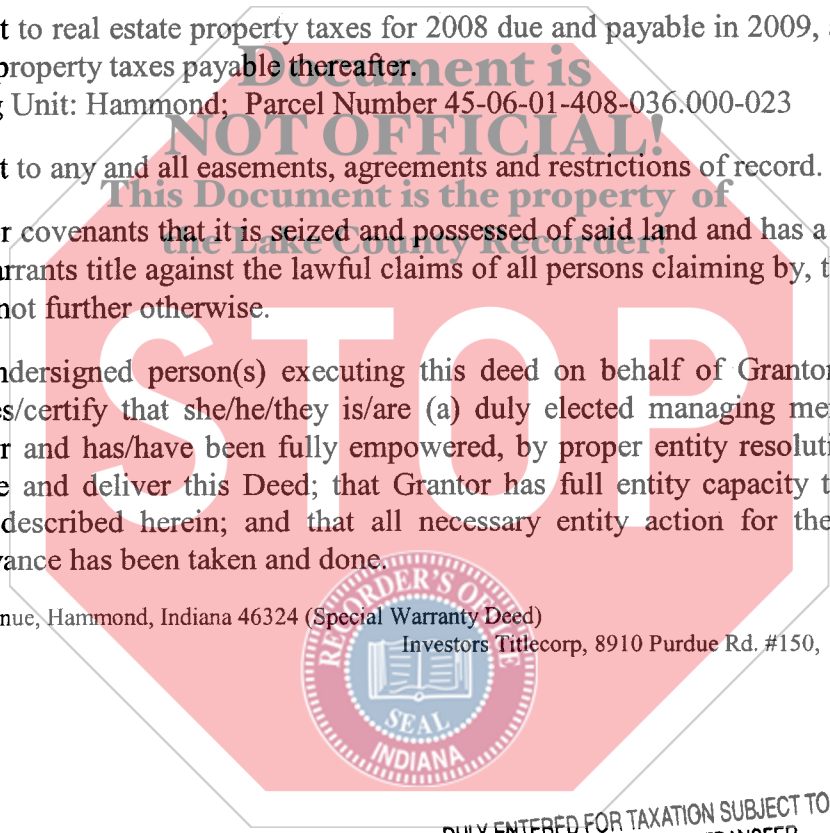 t to real estate property taxes for 2008 due and payable in 2009,
property taxes payable thereafter.
Document is
Unit: Hammond; Parcel Number 45-06-01-408-036.000-023
NOT OFFICIAL!
t to any and all easements, agreements and restrictions of record.
This Document is the property of
r covenants that it is seized and possessed of said land and has a
the Lake County Recorder!
arrants title against the lawful claims of all persons claiming by, t
not further otherwise.
STOP
ndersigned person(s) executing this deed on behalf of Grantor
es/certify that she/he/they is/are (a) duly elected managing me
r and has/have been fully empowered, by proper entity resoluti
e and deliver this Deed; that Grantor has full entity capacity t
described herein; and that all necessary entity action for the
vance has been taken and done.
nue, Hammond, Indiana 46324 (Special Warranty Deed)
Investors Titlecorp, 8910 Purdue Rd. #150,
RECORDER'S OFFICE
SEAL
INDIANA
DULY ENTERED FOR TAXATION SUBJECT TO